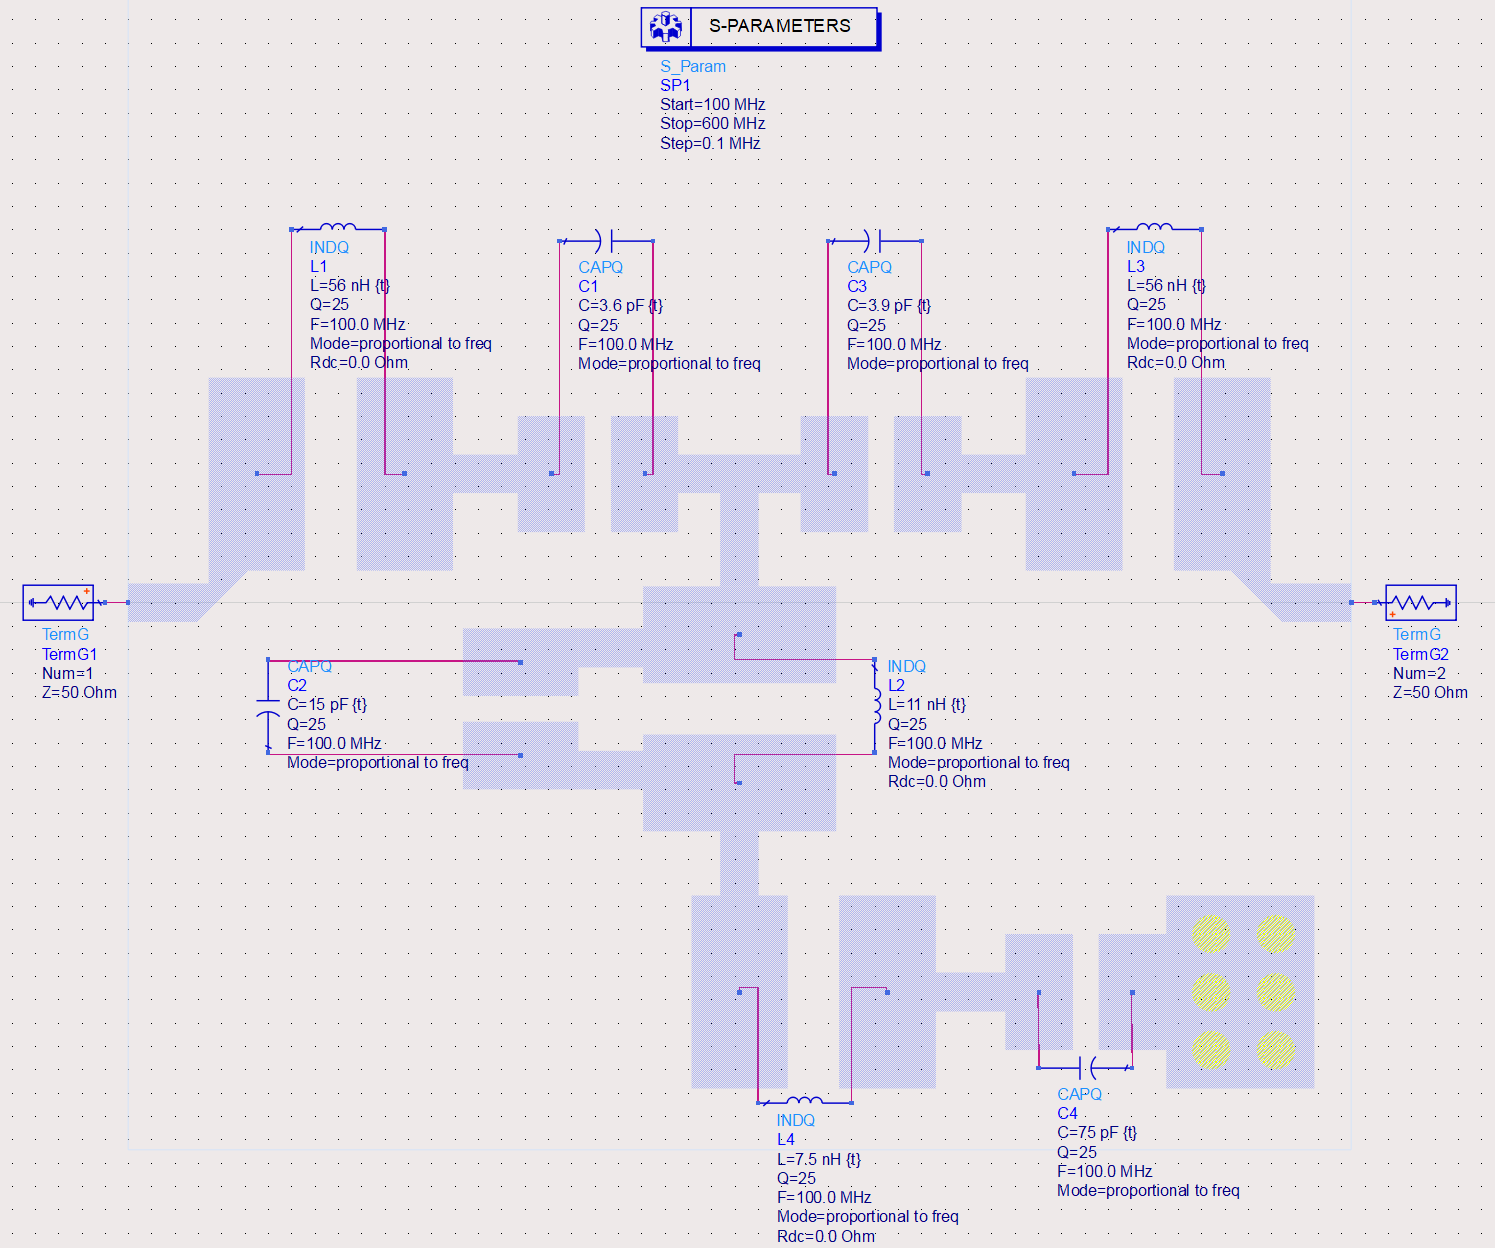 S-PARAMETERS
S_Param
SP1
Start=100 MHz
Stop=600 MHz
Step=0.1 MHz
INDQ
L1
L=56 nH {t}
Q=25
F=100.0 MHz
Mode=proportional to freq
Rdc=0.0 Ohm
CAPQ
C1
C=3.6 pF {t}
Q=25
F=100.0 MHz
Mode=proportional to freq
CAPQ
C3
C=3.9 pF {t}
Q=25
F=100.0 MHz
Mode=proportional to freq
INDQ
L3
L=56 nH {t}
Q=25
F=100.0 MHz
Mode=proportional to freq
Rdc=0.0 Ohm
TermG
TermG1
Num=1
Z=50 Ohm
CAPQ
C2
C=15 pF {t}
Q=25
F=100.0 MHz
Mode=proportional to freq
INDQ
L2
L=11 nH {t}
Q=25
F=100.0 MHz
Mode=proportional to freq
Rdc=0.0 Ohm
TermG
TermG2
Num=2
Z=50 Ohm
INDQ
L4
L=7.5 nH {t}
Q=25
F=100.0 MHz
Mode=proportional to freq
Rdc=0.0 Ohm
CAPQ
C4
C=75 pF {t}
Q=25
F=100.0 MHz
Mode=proportional to freq